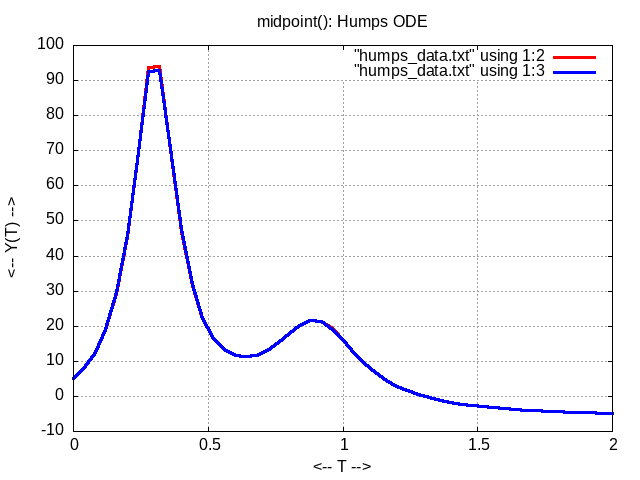 midpoint(): Humps ODE
"humps_data.txt" using 1:2
"humps_data.txt" using 1:3
100
90
80
70
60
50
40
30
20
10
0
-10
<-- Y(T) -->
0 0.5 1 1.5 2
<-- T -->